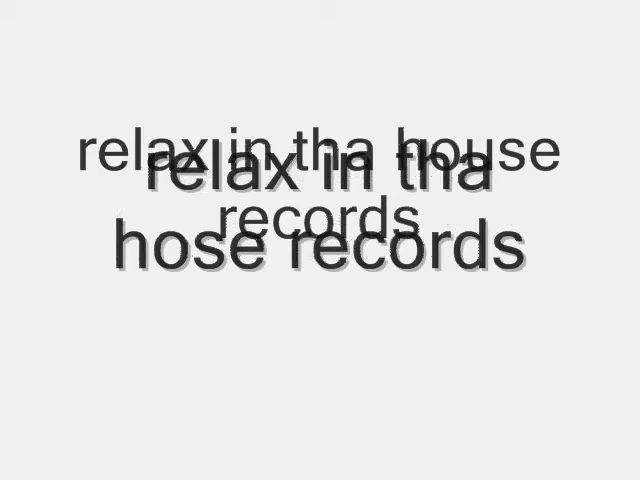 relax in tha house
relax in tha
records
hose records